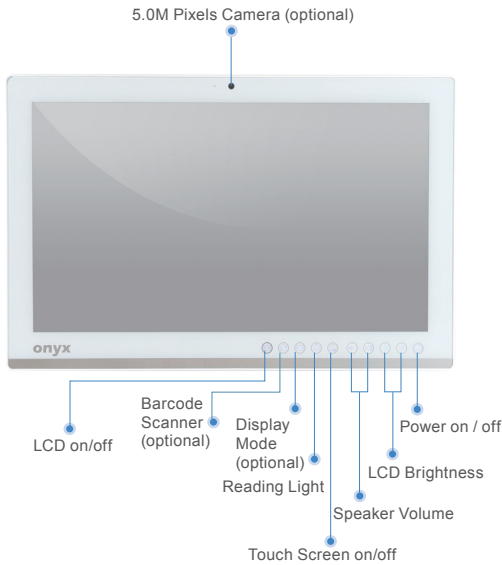 5.0M Pixels Camera (optional)
onyx
LCD on/off
Barcode
Scanner
(optional)
Display
Mode
(optional)
Reading Light
Touch Screen on/off
Speaker Volume
LCD Brightness
Power on / off